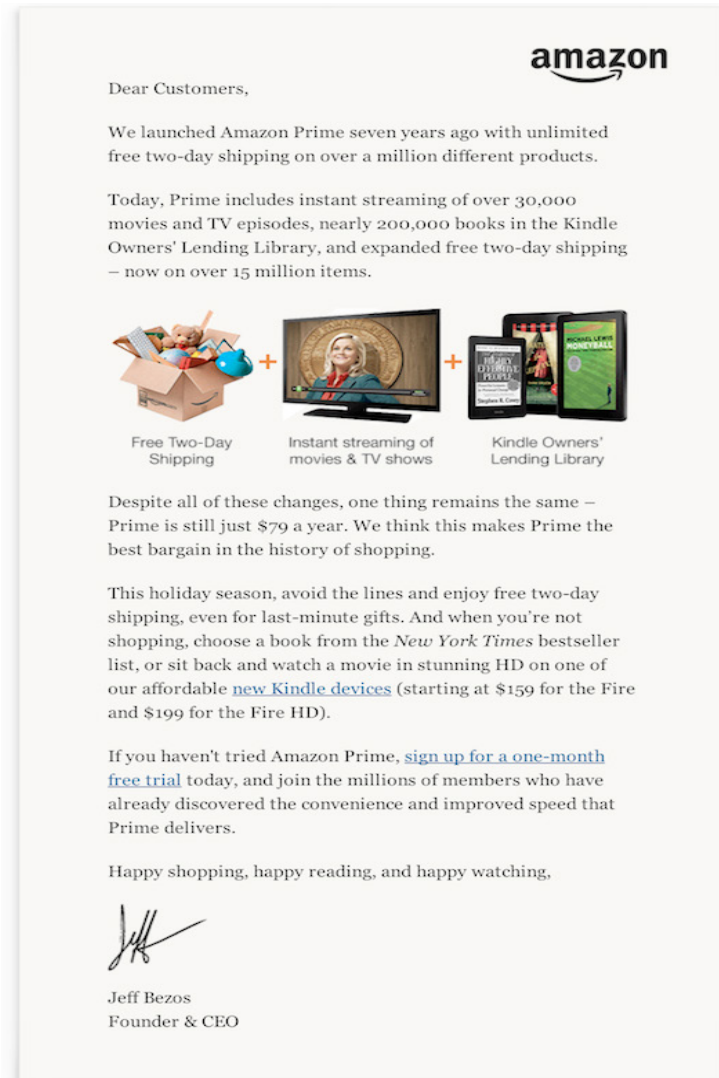 amazon
Dear Customers,
We launched Amazon Prime seven years ago with unlimited
free two-day shipping on over a million different products.
Today, Prime includes instant streaming of over 30,000
movies and TV episodes, nearly 200,000 books in the Kindle
Owners' Lending Library, and expanded free two-day shipping
– now on over 15 million items.
HIGHLY
EFFECTIVE
PEOPLE
Stephen R. Covey
MICHAEL LEWIS
MONEYBALL
+
+
Free Two-Day
Shipping
Instant streaming of
movies & TV shows
Kindle Owners'
Lending Library
Despite all of these changes, one thing remains the same –
Prime is still just $79 a year. We think this makes Prime the
best bargain in the history of shopping.
This holiday season, avoid the lines and enjoy free two-day
shipping, even for last-minute gifts. And when you're not
shopping, choose a book from the New York Times bestseller
list, or sit back and watch a movie in stunning HD on one of
our affordable new Kindle devices (starting at $159 for the Fire
and $199 for the Fire HD).
If you haven't tried Amazon Prime, sign up for a one-month
free trial today, and join the millions of members who have
already discovered the convenience and improved speed that
Prime delivers.
Happy shopping, happy reading, and happy watching,
Jeff
Jeff Bezos
Founder & CEO